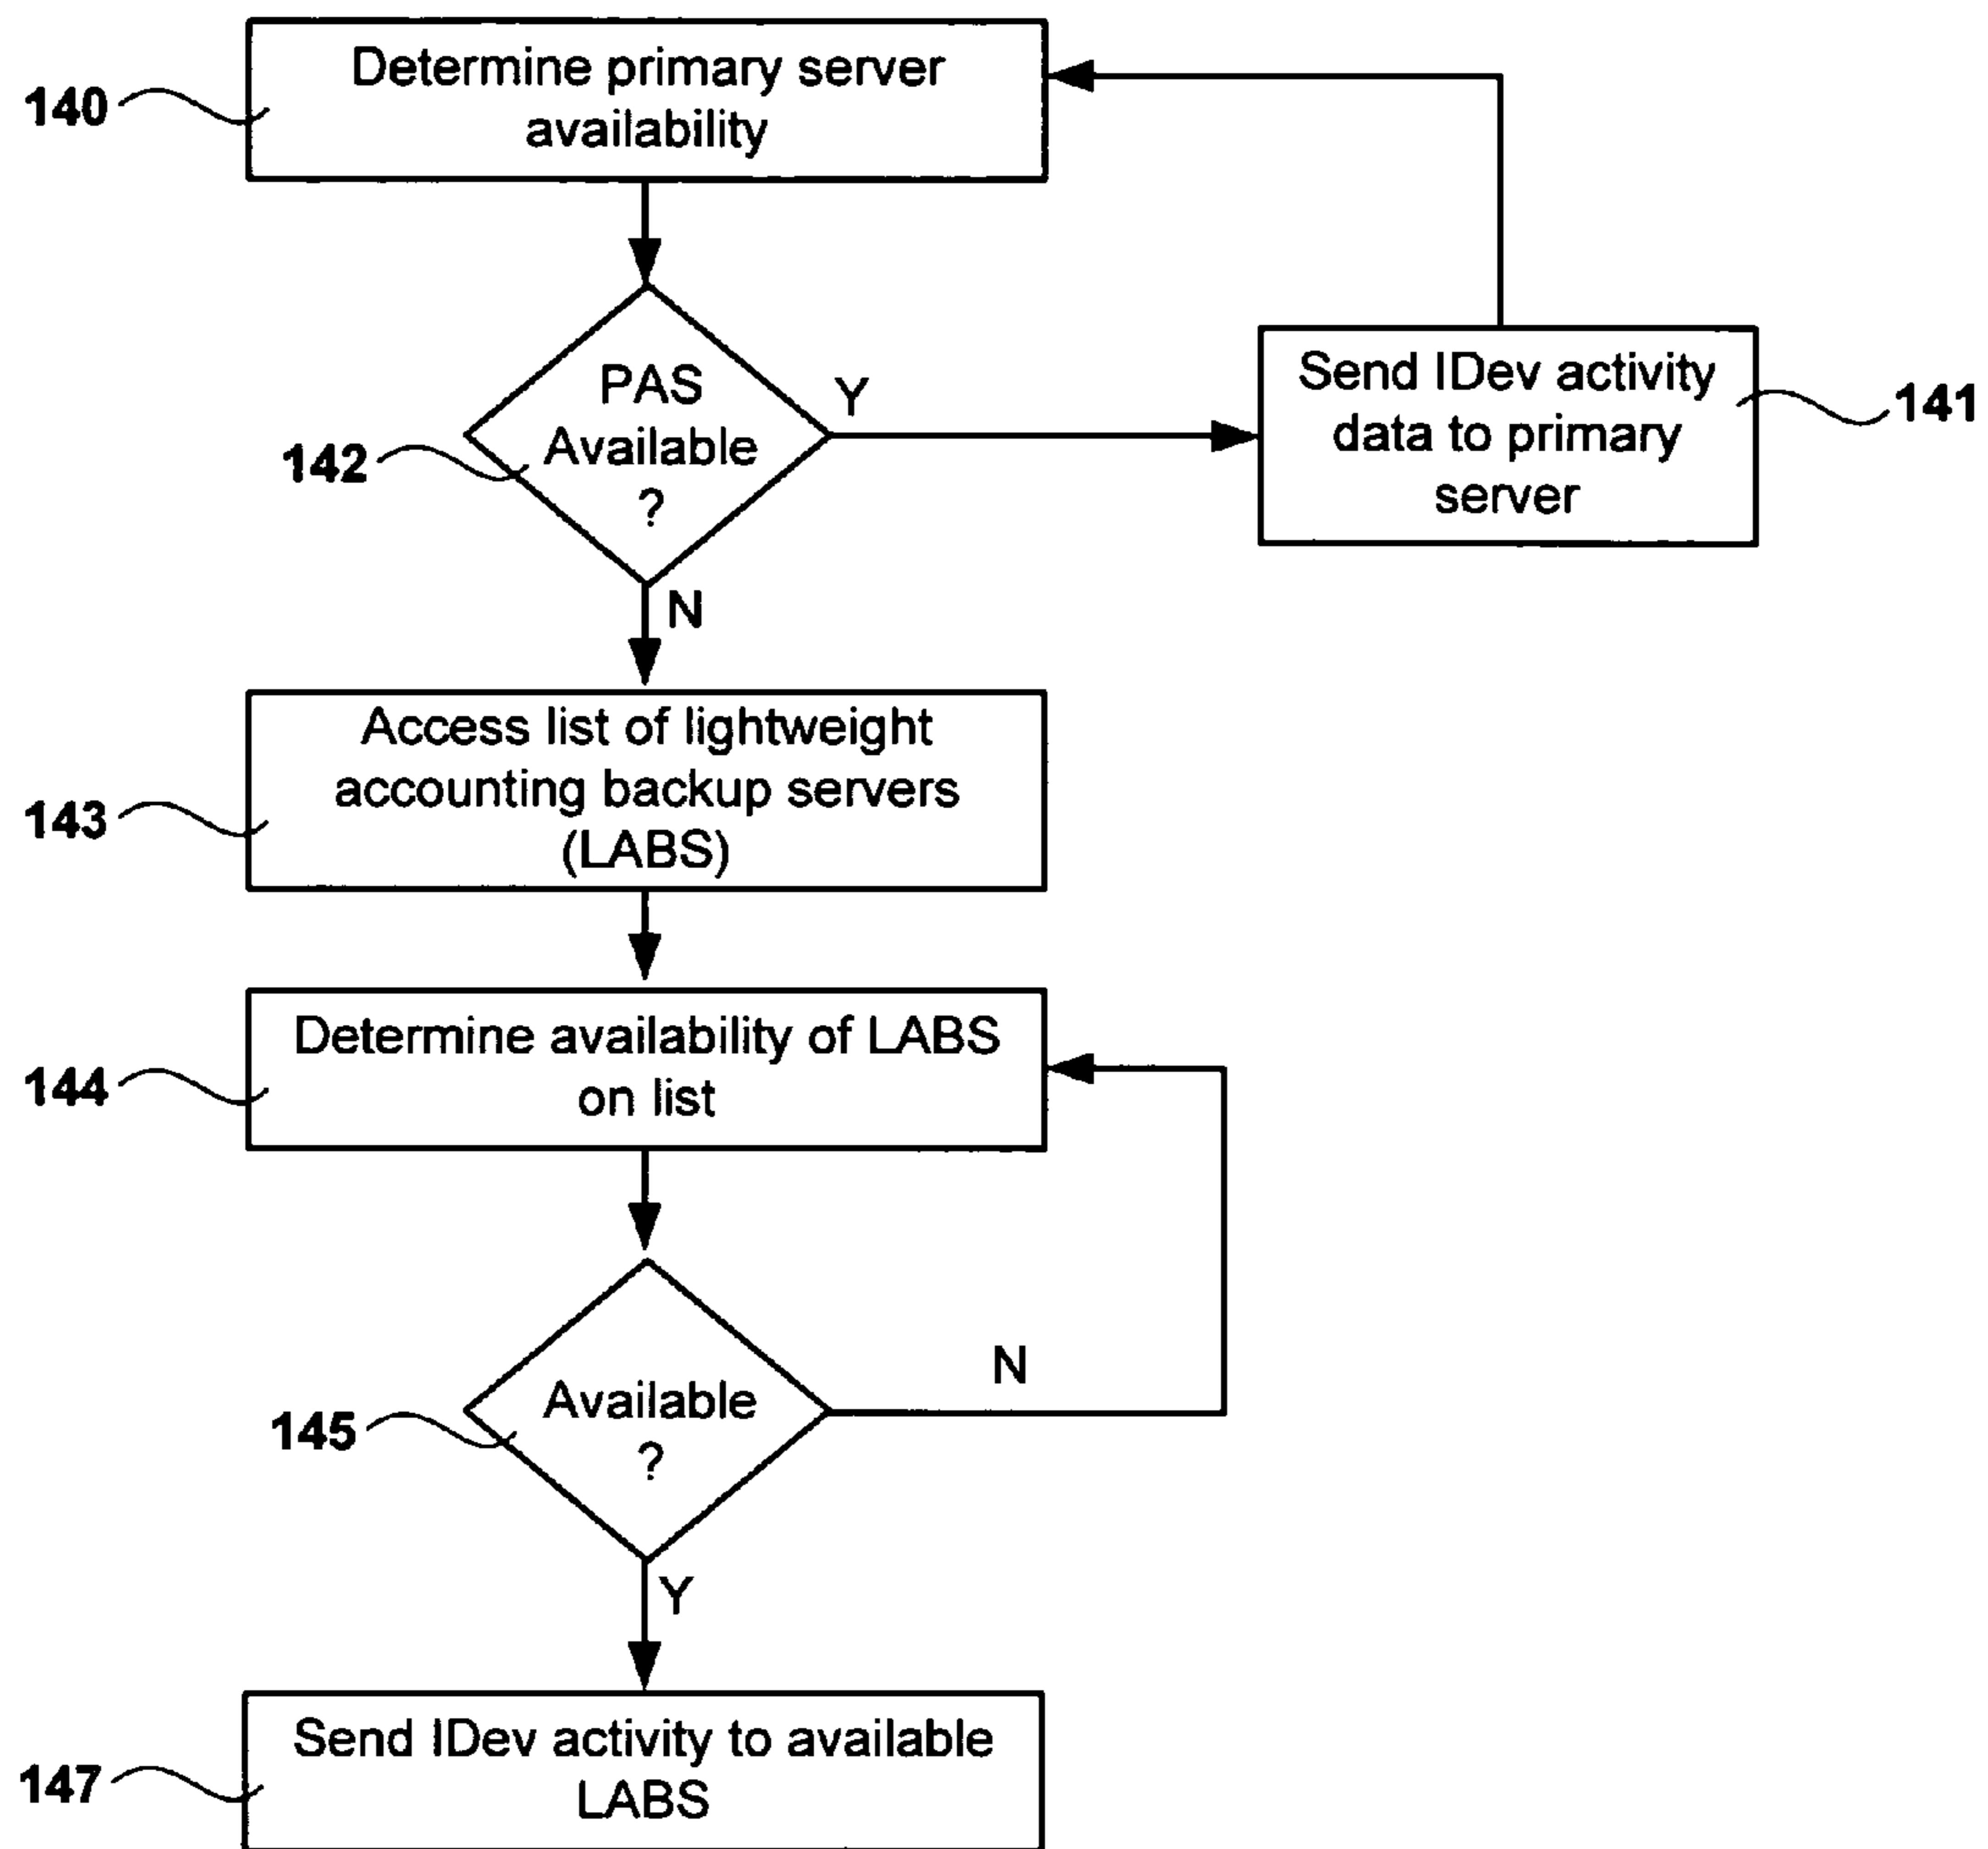 Determine primary server
availability
140
PAS
Available
?
142
Y
Send IDev activity
data to primary
server
141
N
Access list of lightweight
accounting backup servers
(LABS)
143
Determine availability of LABS
on list
144
Available
?
145
N
Y
Send IDev activity to available
LABS
147